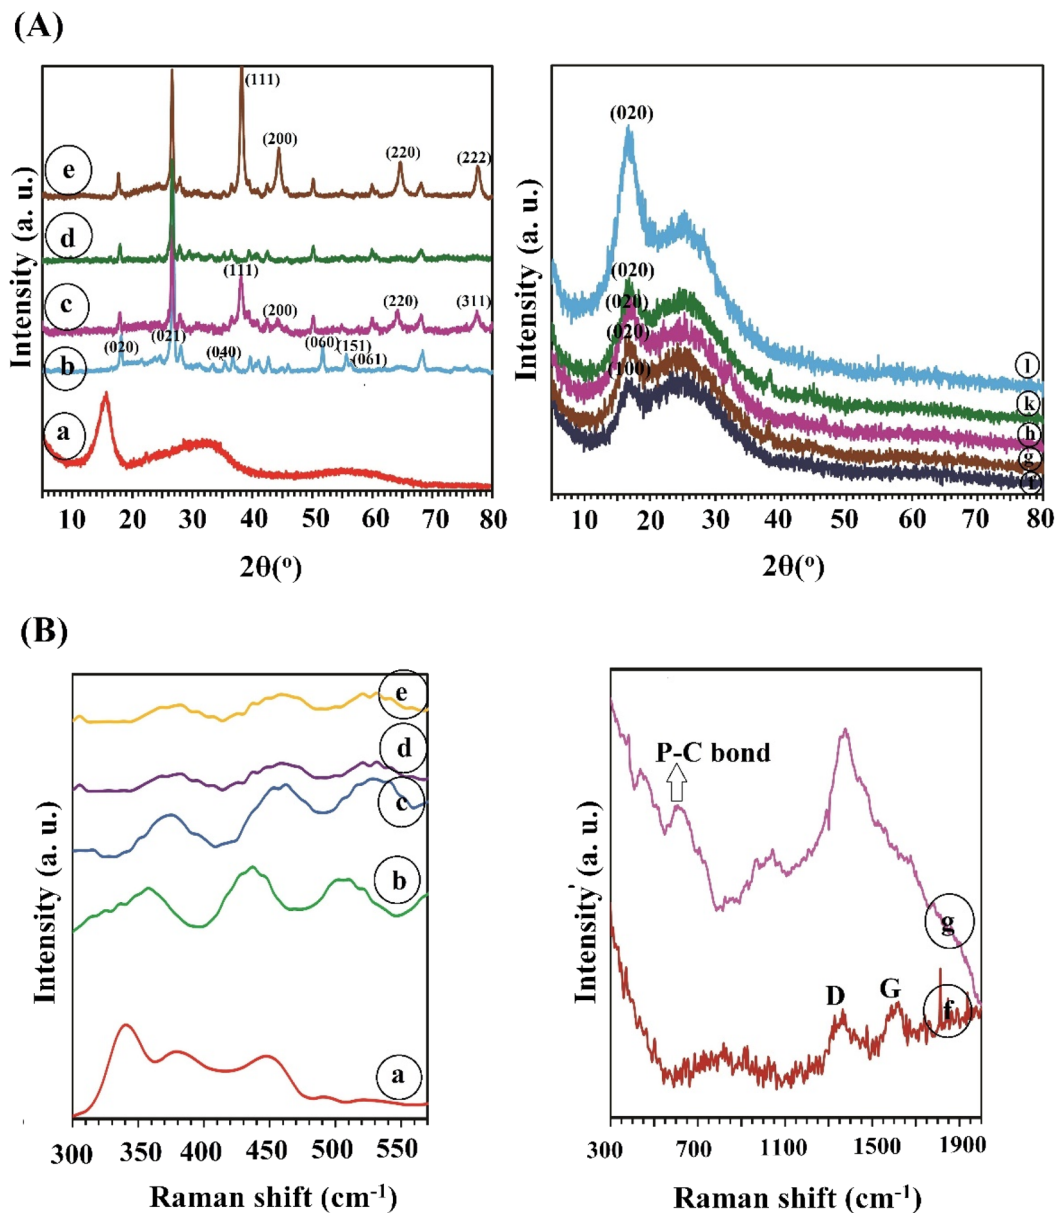 (A)
(111)
(200)
(220)
(222)
e
d
(111)
(200)
(220)
(311)
c
(020)
(021)
(040)
(060)
(151)
(061)
b
a
Intensity (a. u.)
10 20 30 40 50 60 70 80
2θ(°)
(020)
(020)
(020)
(020)
(100)
l
k
h
g
f
Intensity (a. u.)
10 20 30 40 50 60 70 80
2θ(°)
(B)
e
d
c
b
a
Intensity (a. u.)
300 350 400 450 500 550
Raman shift (cm-1)
P-C bond
g
D G
f
Intensity (a. u.)
300 700 1100 1500 1900
Raman shift (cm-1)